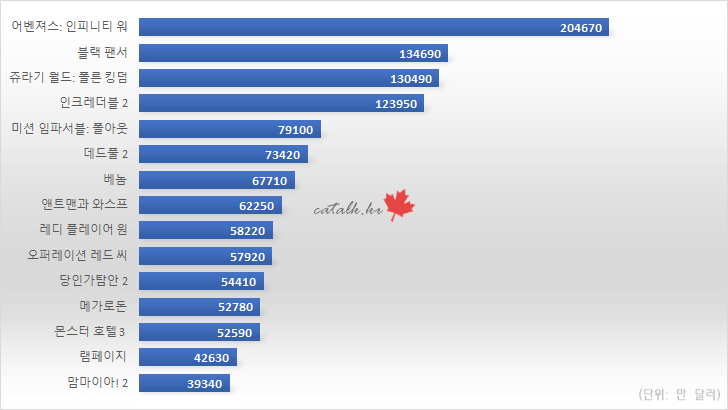 어벤져스: 인피니티 워 204670
블랙 팬서 134690
쥬라기 월드: 폴른 킹덤 130490
인크레더블 2 123950
미션 임파서블: 폴아웃 79100
데드풀 2 73420
베놈 67710
앤트맨과 와스프 62250
catalk.kr
레디 플레이어 원 58220
오퍼레이션 레드 씨 57920
당인가탐안 2 54410
메가로돈 52780
몬스터 호텔 3 52590
램페이지 42630
맘마이아! 2 39340
(단위: 만 달러)